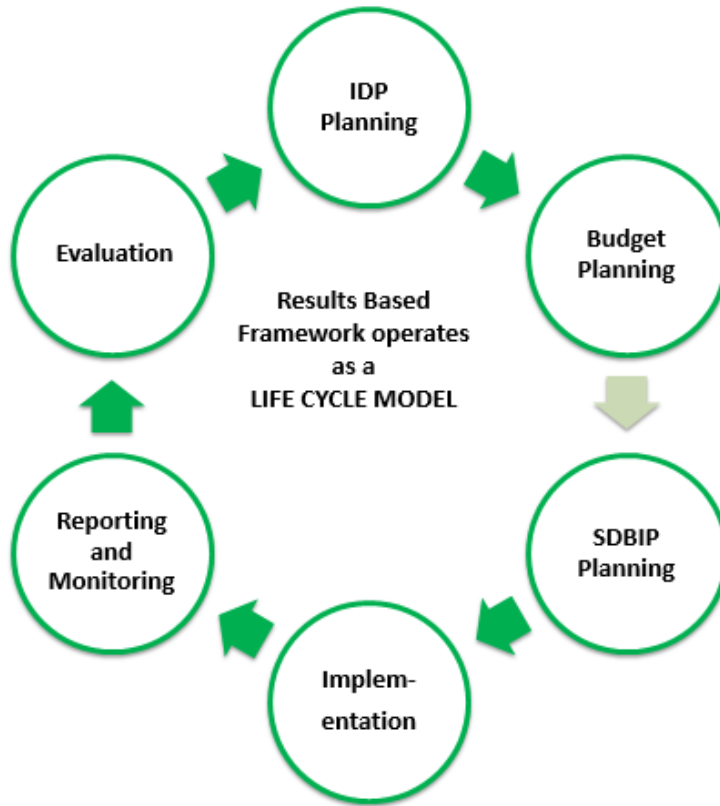 IDP
Planning
Budget
Planning
SDBIP
Planning
Implem-
entation
Reporting
and
Monitoring
Evaluation
Results Based
Framework operates
as a
LIFE CYCLE MODEL